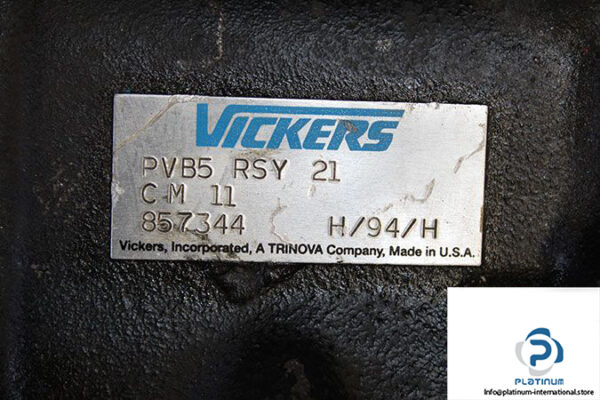 VICKERS
PVB5 RSY 21
C M 11
857344 H/94/H
Vickers, Incorporated, A TRINOVA Company, Made in U.S.A.
PLATINUM
Info@platinum-international.store